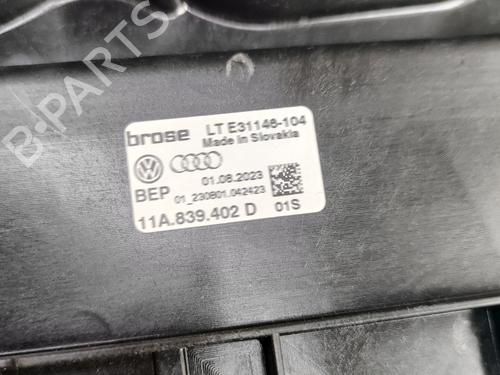 brose LT E31146-104
Made in Slovakia
BEP 01.08.2023
01_230801.042423
11A.839.402 D 01S
B-PARTS